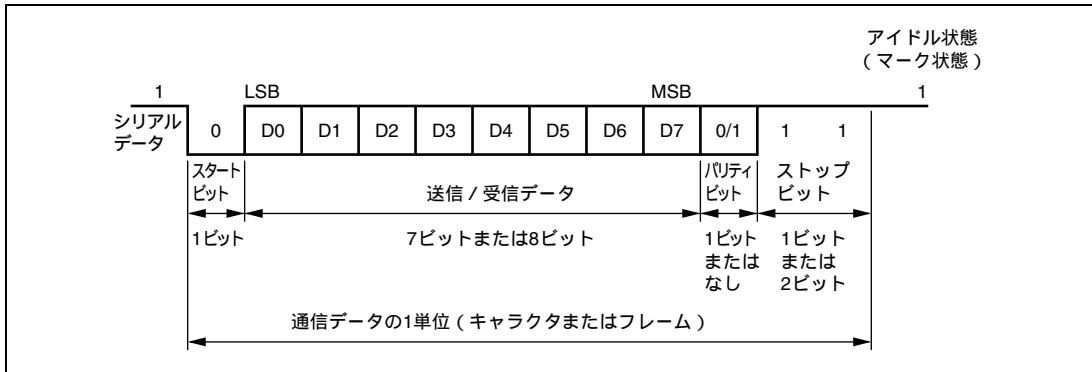 アイドル状態
(マーク状態)
1 LSB MSB 1
シリアル
データ
0 D0 D1 D2 D3 D4 D5 D6 D7 0/1 1 1
スタート
ビット
送信 / 受信データ
パリティ
ビット
ストップ
ビット
1ビット
7ビットまたは8ビット
1ビット
または
なし
1ビット
または
2ビット
通信データの1単位(キャラクタまたはフレーム)